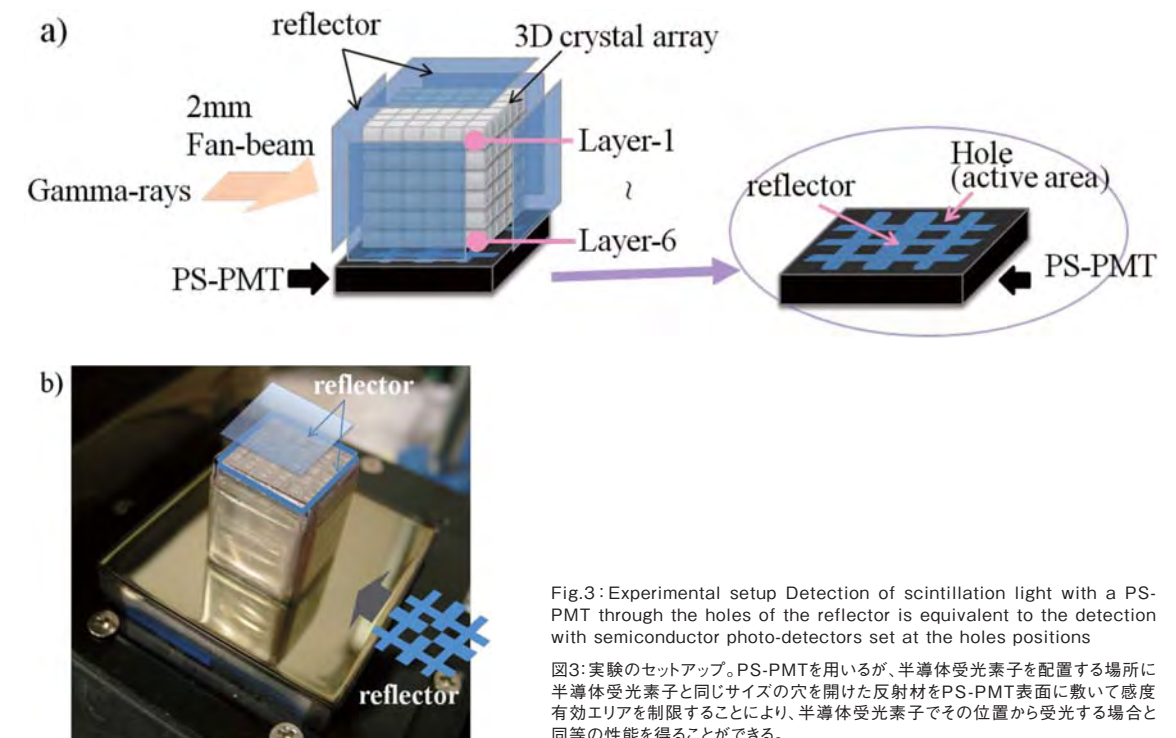 a)
reflector
3D crystal array
2mm
Fan-beam
Gamma-rays
Layer-1
~
Layer-6
PS-PMT
Hole
(active area)
reflector
PS-PMT
b)
reflector
reflector
Fig.3：Experimental setup Detection of scintillation light with a PS-
PMT through the holes of the reflector is equivalent to the detection
with semiconductor photo-detectors set at the holes positions
図3：実験のセットアップ。PS-PMTを用いるが、半導体受光素子を配置する場所に
半導体受光素子と同じサイズの穴を開けた反射材をPS-PMT表面に敷いて感度
有効エリアを制限することにより、半導体受光素子でその位置から受光する場合と
同等の性能を得ることができる。